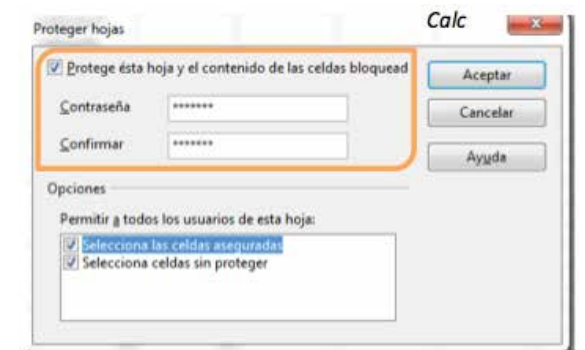 Proteger hojas
Calc
Protege ésta hoja y el contenido de las celdas bloquead
Aceptar
Contraseña *******
Cancelar
Confirmar *******
Ayuda
Opciones
Permitir a todos los usuarios de esta hoja:
Selecciona las celdas aseguradas
Selecciona celdas sin proteger